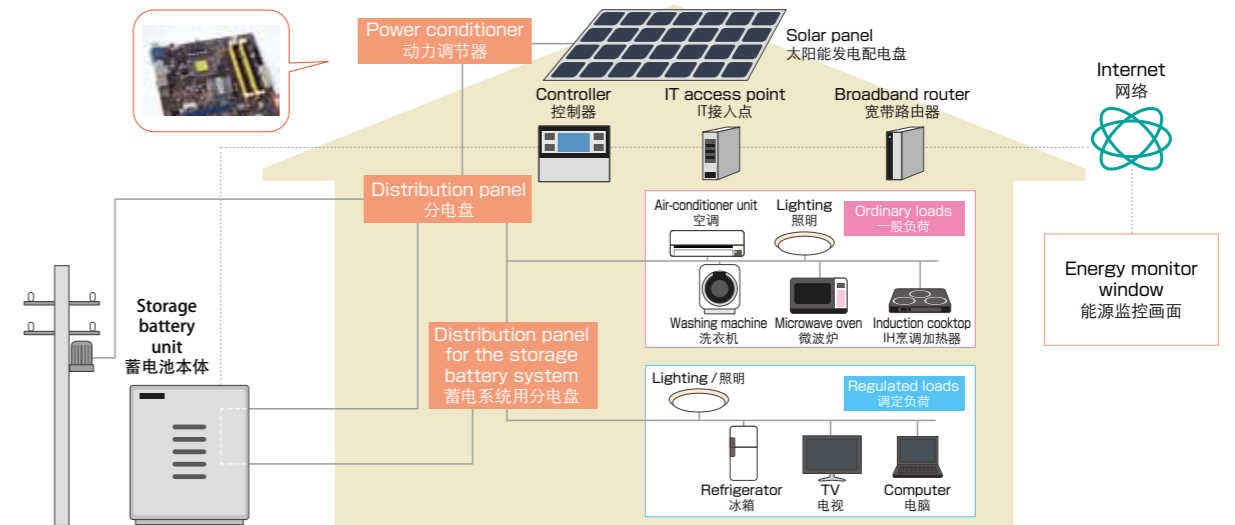 Power conditioner
动力调节器
Solar panel
太阳能发电配电盘
Controller
控制器
IT access point
IT接入点
Broadband router
宽带路由器
Internet
网络
Distribution panel
分电盘
Air-conditioner unit
空调
Lighting
照明
Ordinary loads
一般负荷
Washing machine
洗衣机
Microwave oven
微波炉
Induction cooktop
IH烹调加热器
Energy monitor
window
能源监控画面
Storage
battery
unit
蓄电池本体
Distribution panel
for the storage
battery system
蓄电系统用分电盘
Lighting/照明
Regulated loads
调定负荷
Refrigerator
冰箱
TV
电视
Computer
电脑